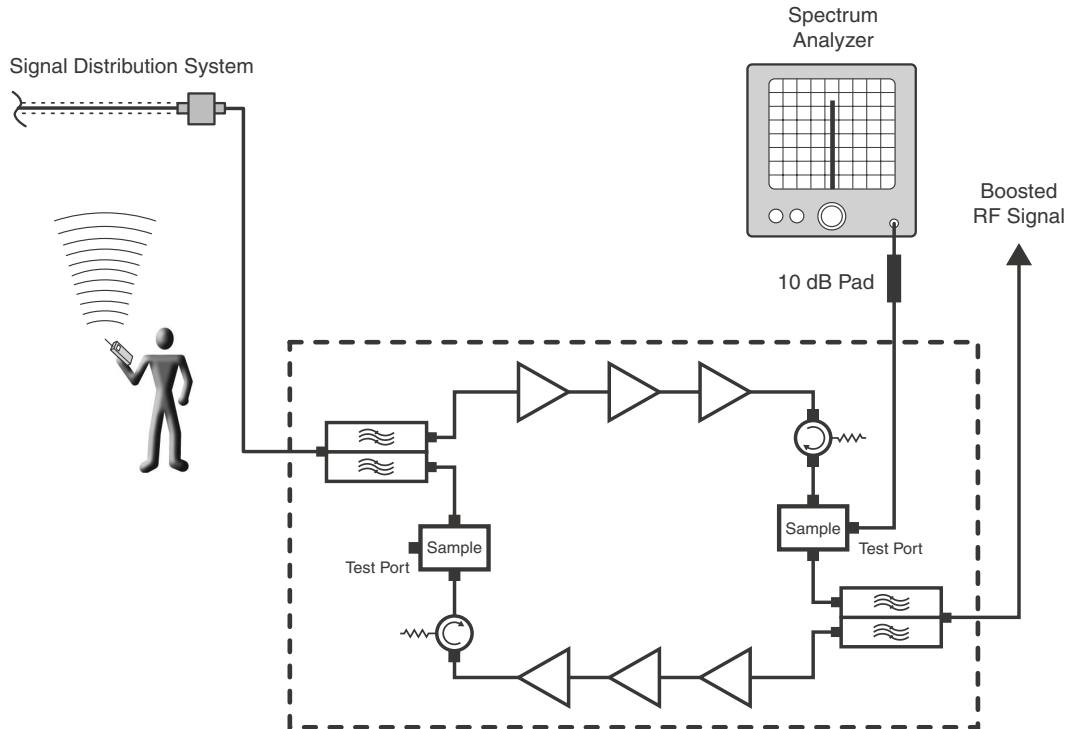 Spectrum
Analyzer
Signal Distribution System
Boosted
RF Signal
10 dB Pad
Sample
Test Port
Sample
Test Port